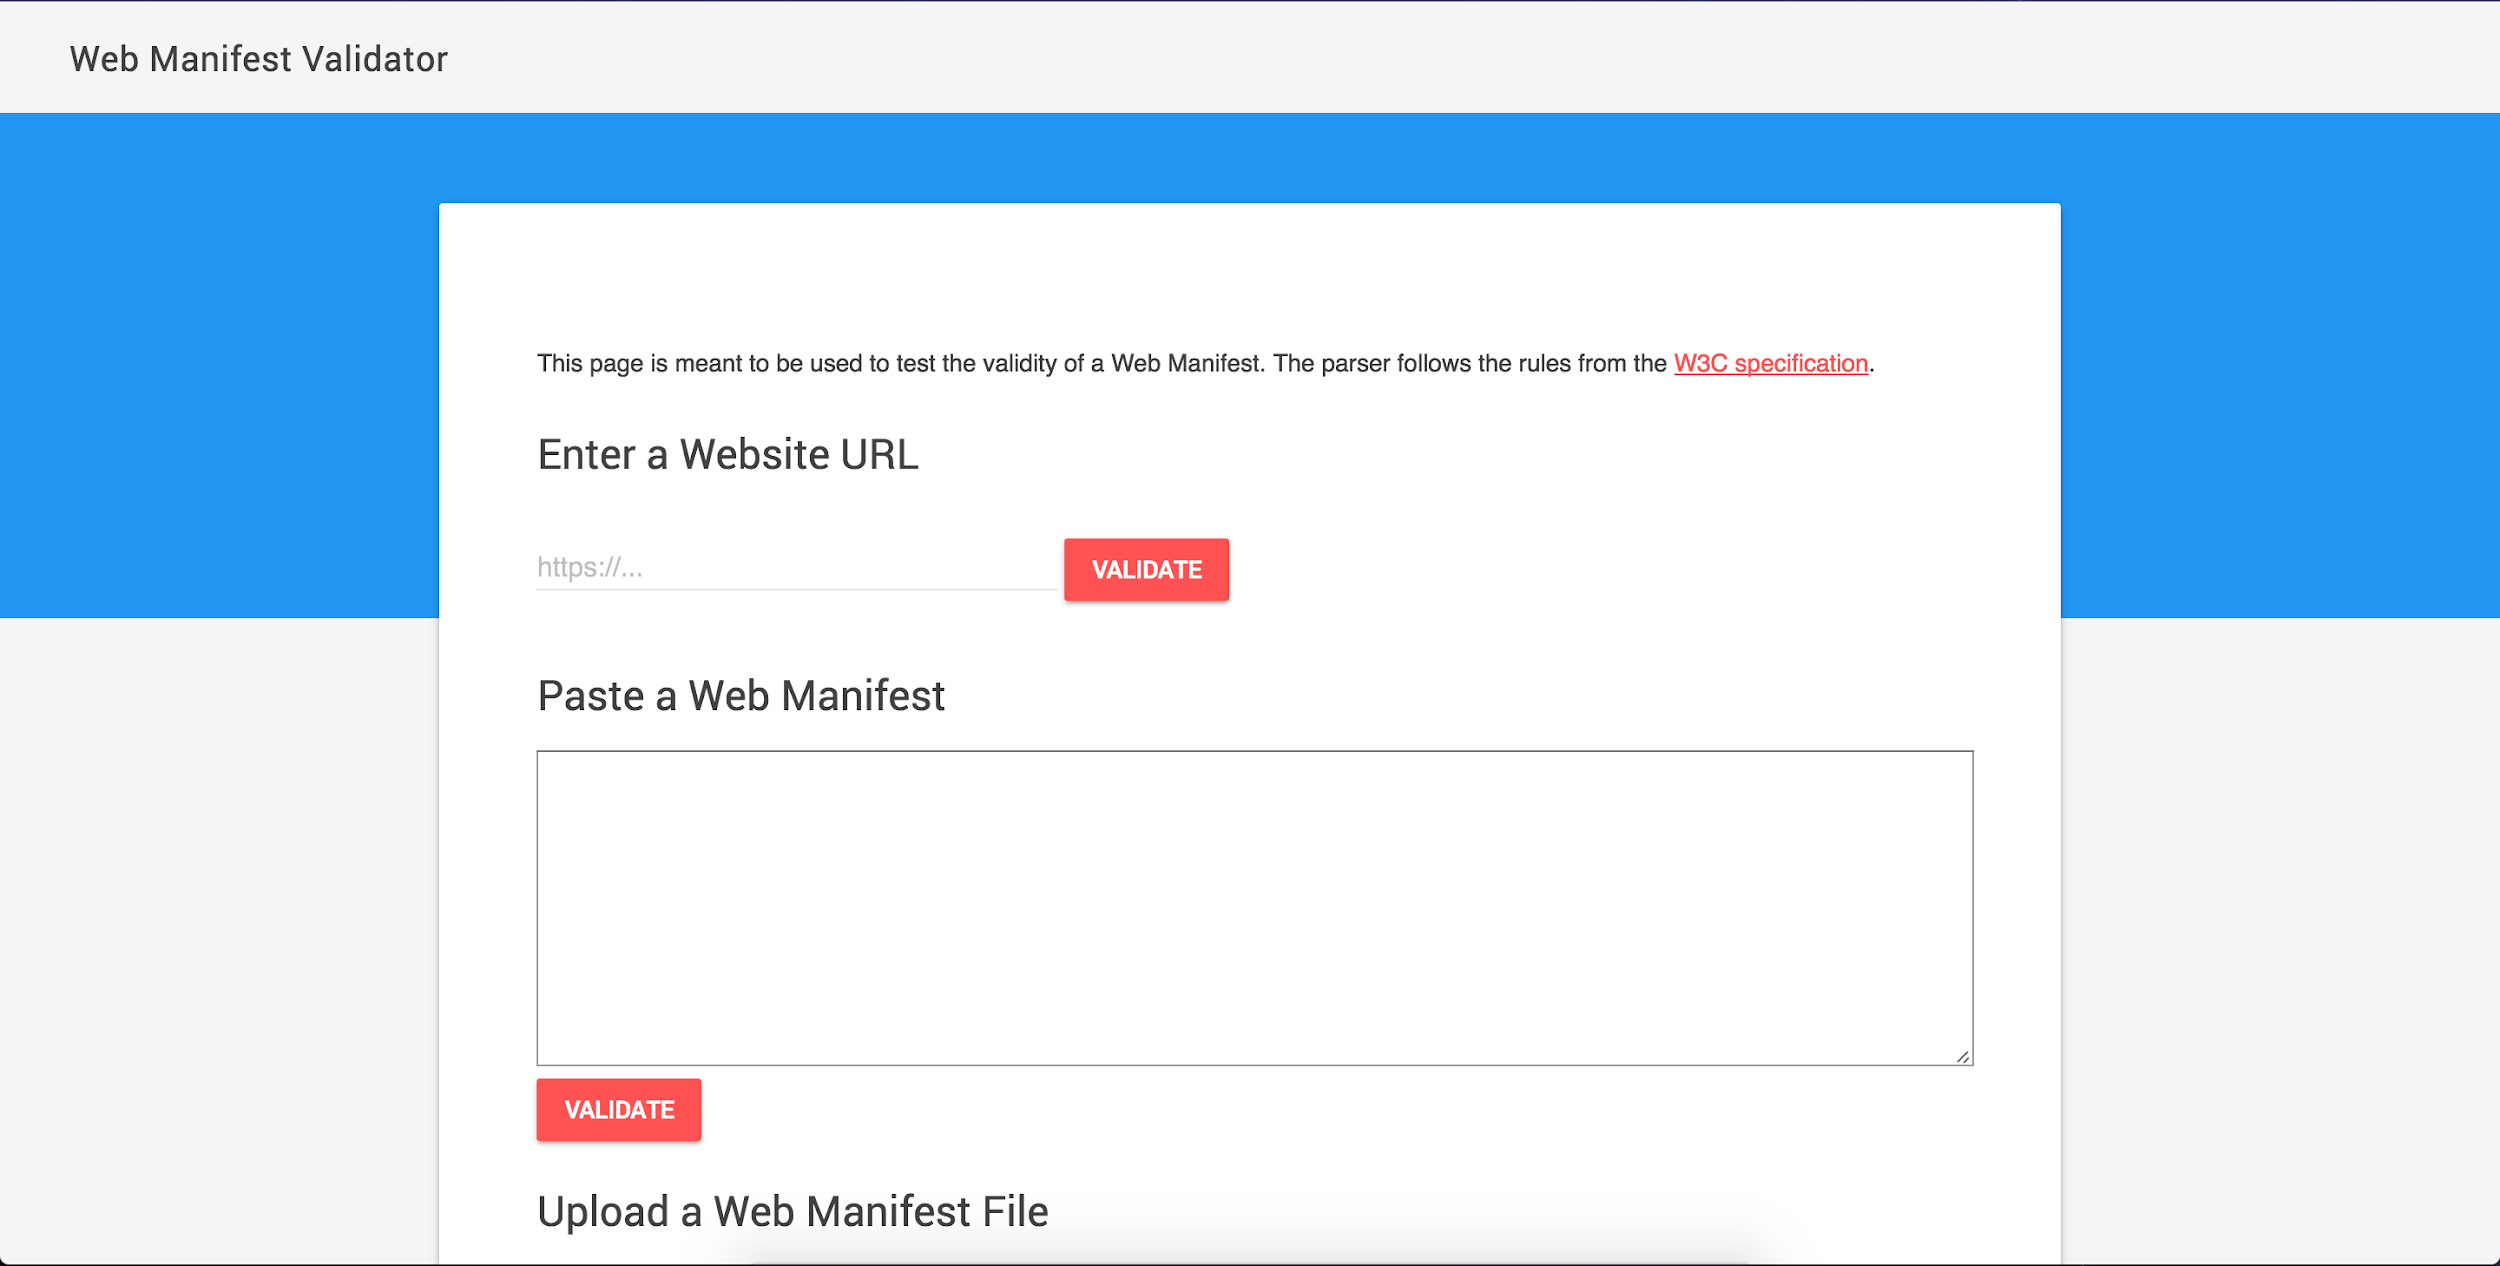 Web Manifest Validator
This page is meant to be used to test the validity of a Web Manifest. The parser follows the rules from the W3C specification.
Enter a Website URL
https://...
VALIDATE
Paste a Web Manifest
VALIDATE
Upload a Web Manifest File